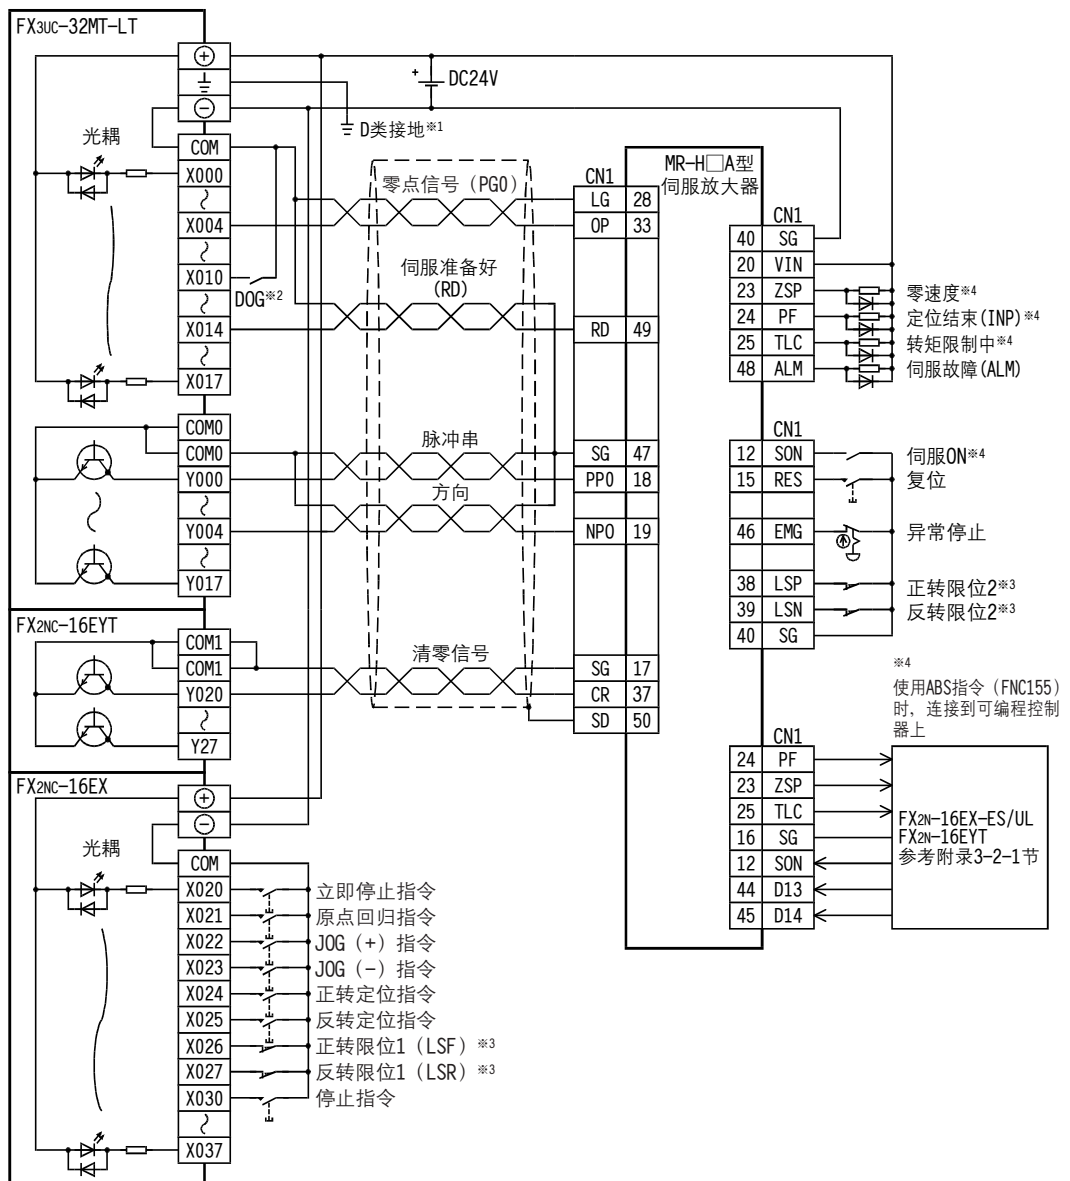 FX3UC-32MT-LT
DC24V
D类接地※1
光耦
COM
X000
X004
X010
X014
X017
DOG※2
COM0
COM0
Y000
Y004
Y017
零点信号（PG0）
伺服准备好
(RD)
脉冲串
方向
清零信号
CN1
LG 28
OP 33
RD 49
SG 47
PP0 18
NP0 19
SG 17
CR 37
SD 50
MR-H□A型
伺服放大器
CN1
40 SG
20 VIN
23 ZSP 零速度※4
24 PF 定位结束(INP)※4
25 TLC 转矩限制中※4
48 ALM 伺服故障(ALM)
CN1
12 SON 伺服ON※4
15 RES 复位
46 EMG 异常停止
38 LSP 正转限位2※3
39 LSN 反转限位2※3
40 SG
※4
使用ABS指令（FNC155）
时，连接到可编程控制
器上
CN1
24 PF
23 ZSP
25 TLC
16 SG
12 SON
44 D13
45 D14
FX2N-16EX-ES/UL
FX2N-16EYT
参考附录3-2-1节
FX2NC-16EYT
COM1
COM1
Y020
Y27
FX2NC-16EX
光耦
COM
X020 立即停止指令
X021 原点回归指令
X022 JOG（+）指令
X023 JOG（-）指令
X024 正转定位指令
X025 反转定位指令
X026 正转限位1（LSF）※3
X027 反转限位1（LSR）※3
X030 停止指令
X037